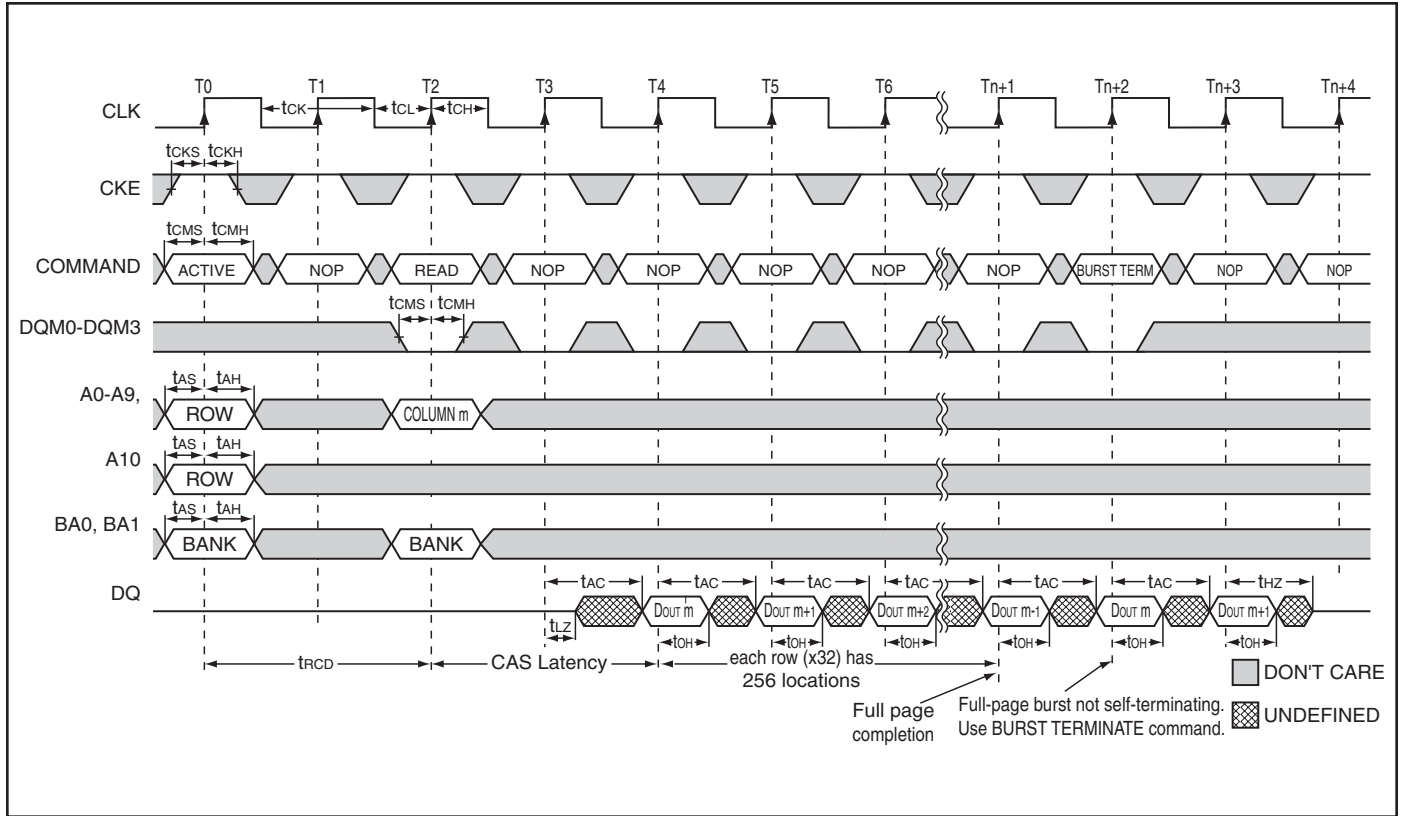 T0 T1 T2 T3 T4 T5 T6 Tn+1 Tn+2 Tn+3 Tn+4
CLK tCK tCL tCH
tCKS tCKH
CKE
tCMS tCMH
COMMAND ACTIVE NOP READ NOP NOP NOP NOP NOP BURST TERM NOP NOP
tCMS tCMH
DQM0-DQM3
tAS tAH
A0-A9, ROW COLUMN m
tAS tAH
A10 ROW
tAS tAH
BA0, BA1 BANK BANK
tAC tAC tAC tAC tAC tAC tHZ
DQ DOUT m DOUT m+1 DOUT m+2 DOUT m-1 DOUT m DOUT m+1
tLZ tOH tOH tOH tOH tOH tOH
tRCD CAS Latency each row (x32) has
256 locations
DON'T CARE
Full page
completion
Full-page burst not self-terminating.
Use BURST TERMINATE command.
UNDEFINED